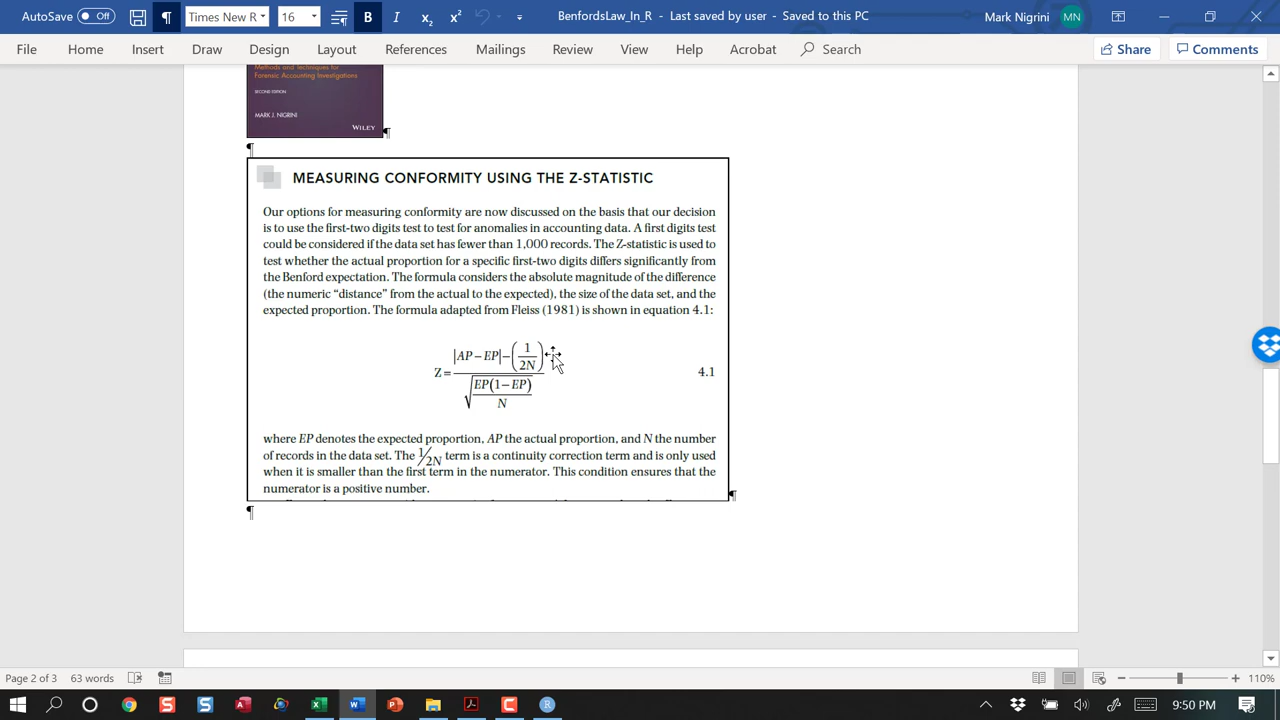 AutoSave Off ¶ Times New R 16 B I x₂ x² BenfordsLaw_In_R - Last saved by user - Saved to this PC Mark Nigrini MN
File Home Insert Draw Design Layout References Mailings Review View Help Acrobat Search Share Comments
Methods and Techniques for
Forensic Accounting Investigations
SECOND EDITION
MARK J. NIGRINI
WILEY ¶
¶
MEASURING CONFORMITY USING THE Z-STATISTIC
Our options for measuring conformity are now discussed on the basis that our decision
is to use the first-two digits test to test for anomalies in accounting data. A first digits test
could be considered if the data set has fewer than 1,000 records. The Z-statistic is used to
test whether the actual proportion for a specific first-two digits differs significantly from
the Benford expectation. The formula considers the absolute magnitude of the difference
(the numeric “distance” from the actual to the expected), the size of the data set, and the
expected proportion. The formula adapted from Fleiss (1981) is shown in equation 4.1:
|AP − EP| − (1/2N)
Z = 4.1
√EP(1 − EP)
N
where EP denotes the expected proportion, AP the actual proportion, and N the number
of records in the data set. The 1/2N term is a continuity correction term and is only used
when it is smaller than the first term in the numerator. This condition ensures that the
numerator is a positive number. ¶
¶
Page 2 of 3 63 words 110%
9:50 PM